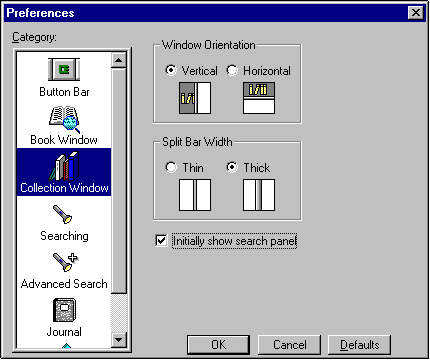 Preferences
Category:
Button Bar
Book Window
Collection Window
Searching
Advanced Search
Journal
Window Orientation
Vertical
Horizontal
Split Bar Width
Thin
Thick
Initially show search panel
OK
Cancel
Defaults